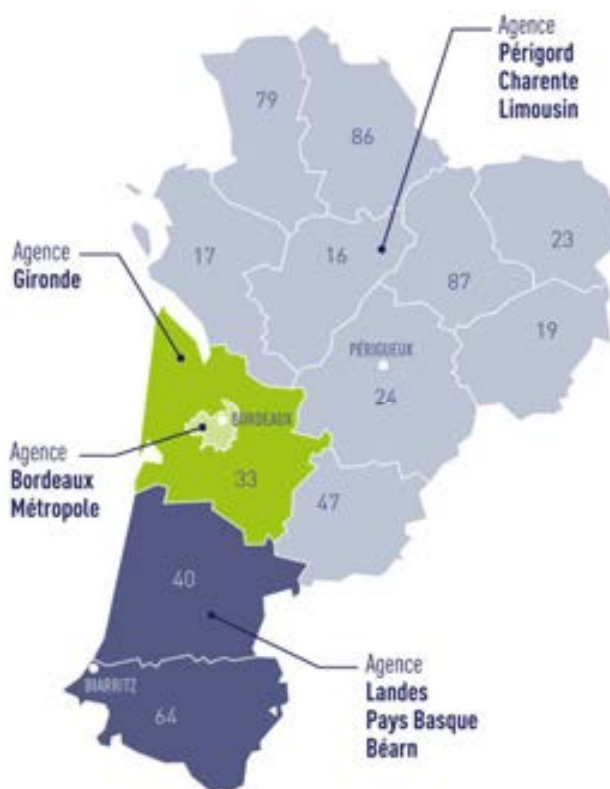 Agence
Périgord
Charente
Limousin
79
86
Agence
Gironde
17
16
87
23
19
PÉRIGUEUX
24
BORDEAUX
Agence
Bordeaux
Métropole
33
47
40
Agence
Landes
Pays Basque
Béarn
BIARRITZ
64